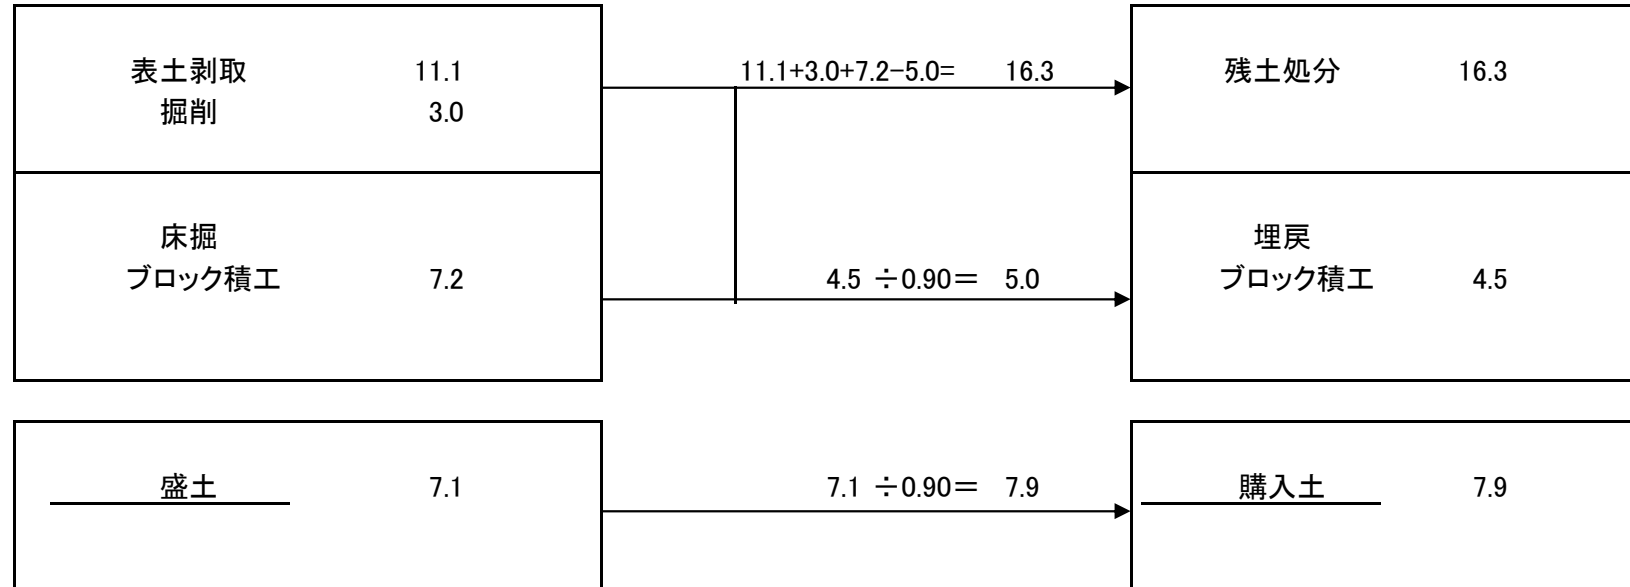 表土剥取 11.1 11.1+3.0+7.2-5.0= 16.3 残土処分 16.3
掘削 3.0
床掘 埋戻
ブロック積工 7.2 4.5 ÷0.90＝ 5.0 ブロック積工 4.5
盛土 7.1 7.1 ÷0.90＝ 7.9 購入土 7.9